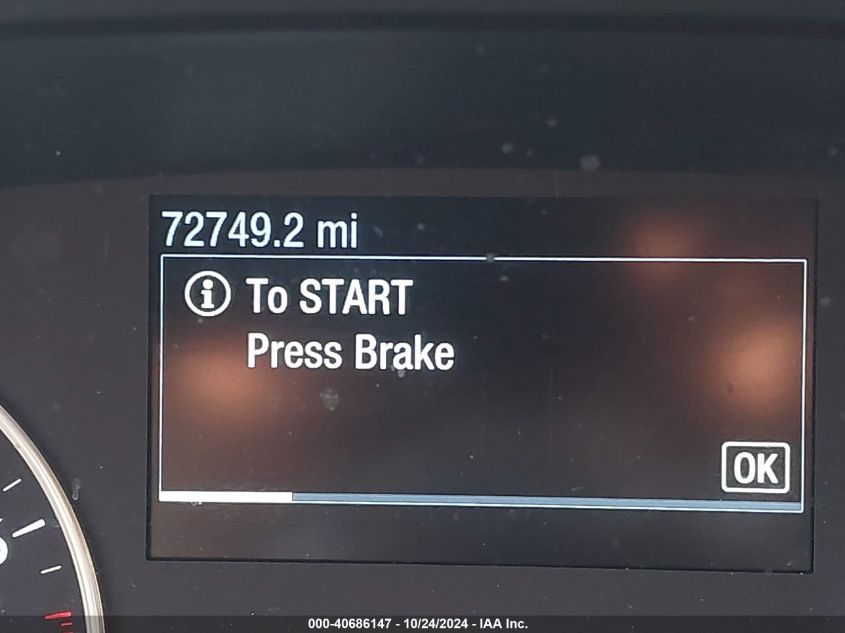 72749.2 mi
To START
Press Brake
OK
000-40686147 - 10/24/2024 - IAA Inc.